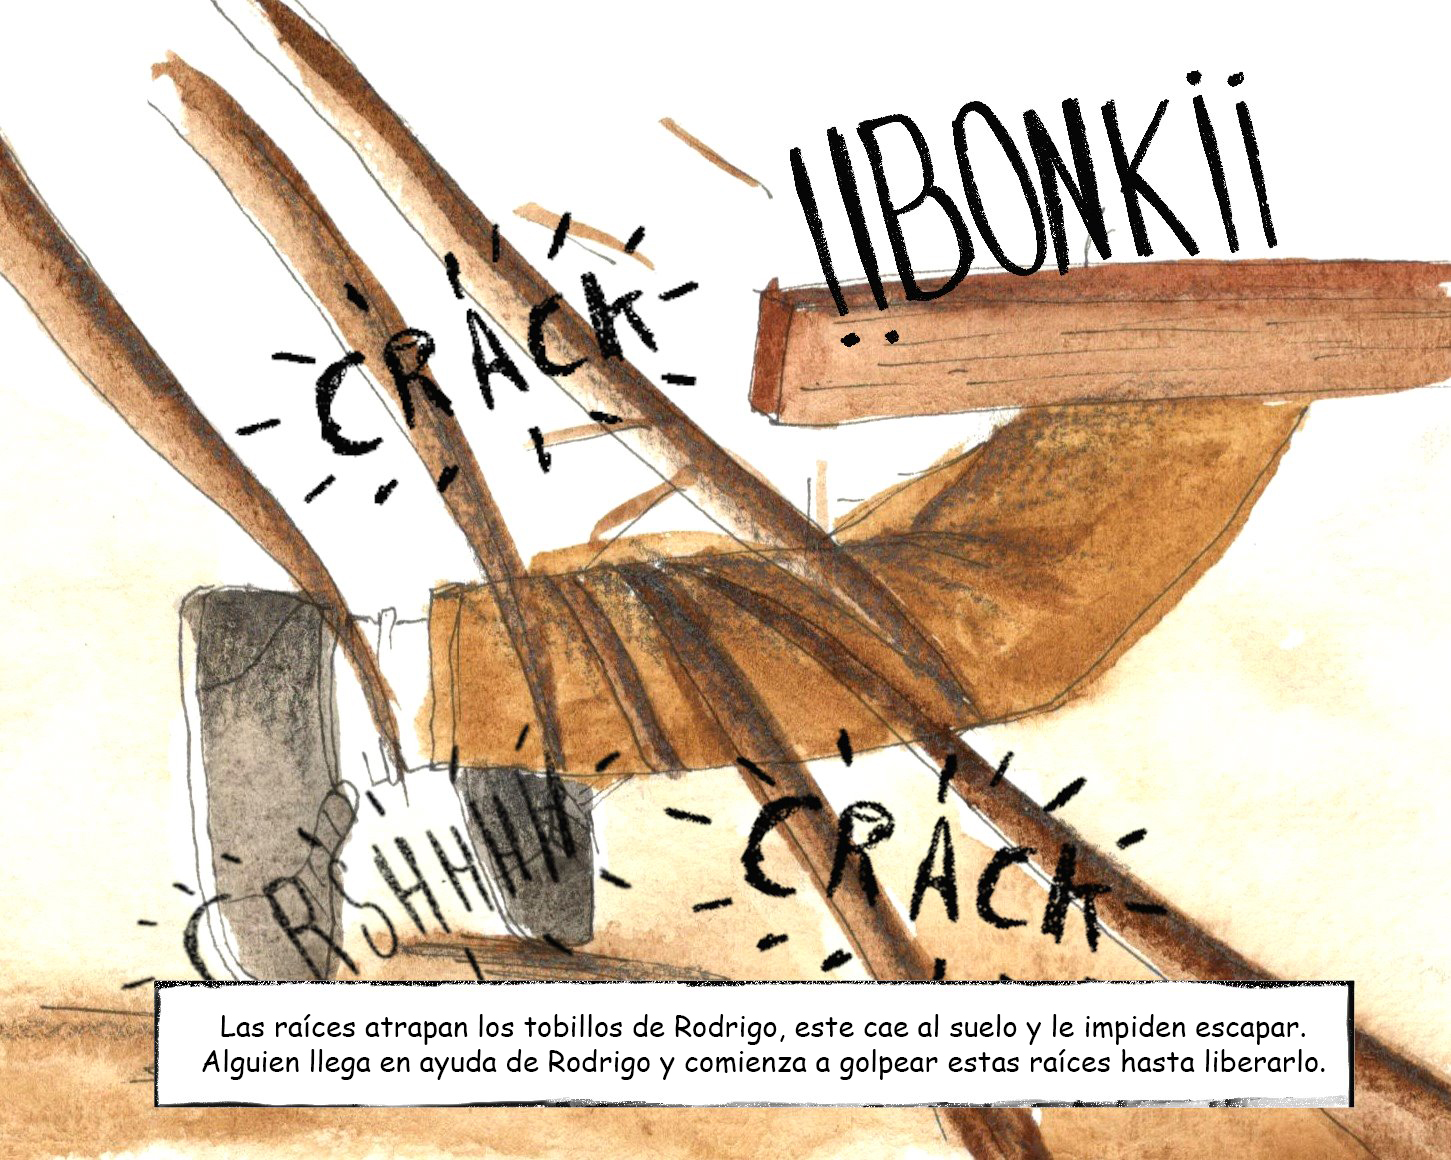 !!BONK¡¡
CRACK
CRACK
CRSHHHH
Las raíces atrapan los tobillos de Rodrigo, este cae al suelo y le impiden escapar.
Alguien llega en ayuda de Rodrigo y comienza a golpear estas raíces hasta liberarlo.